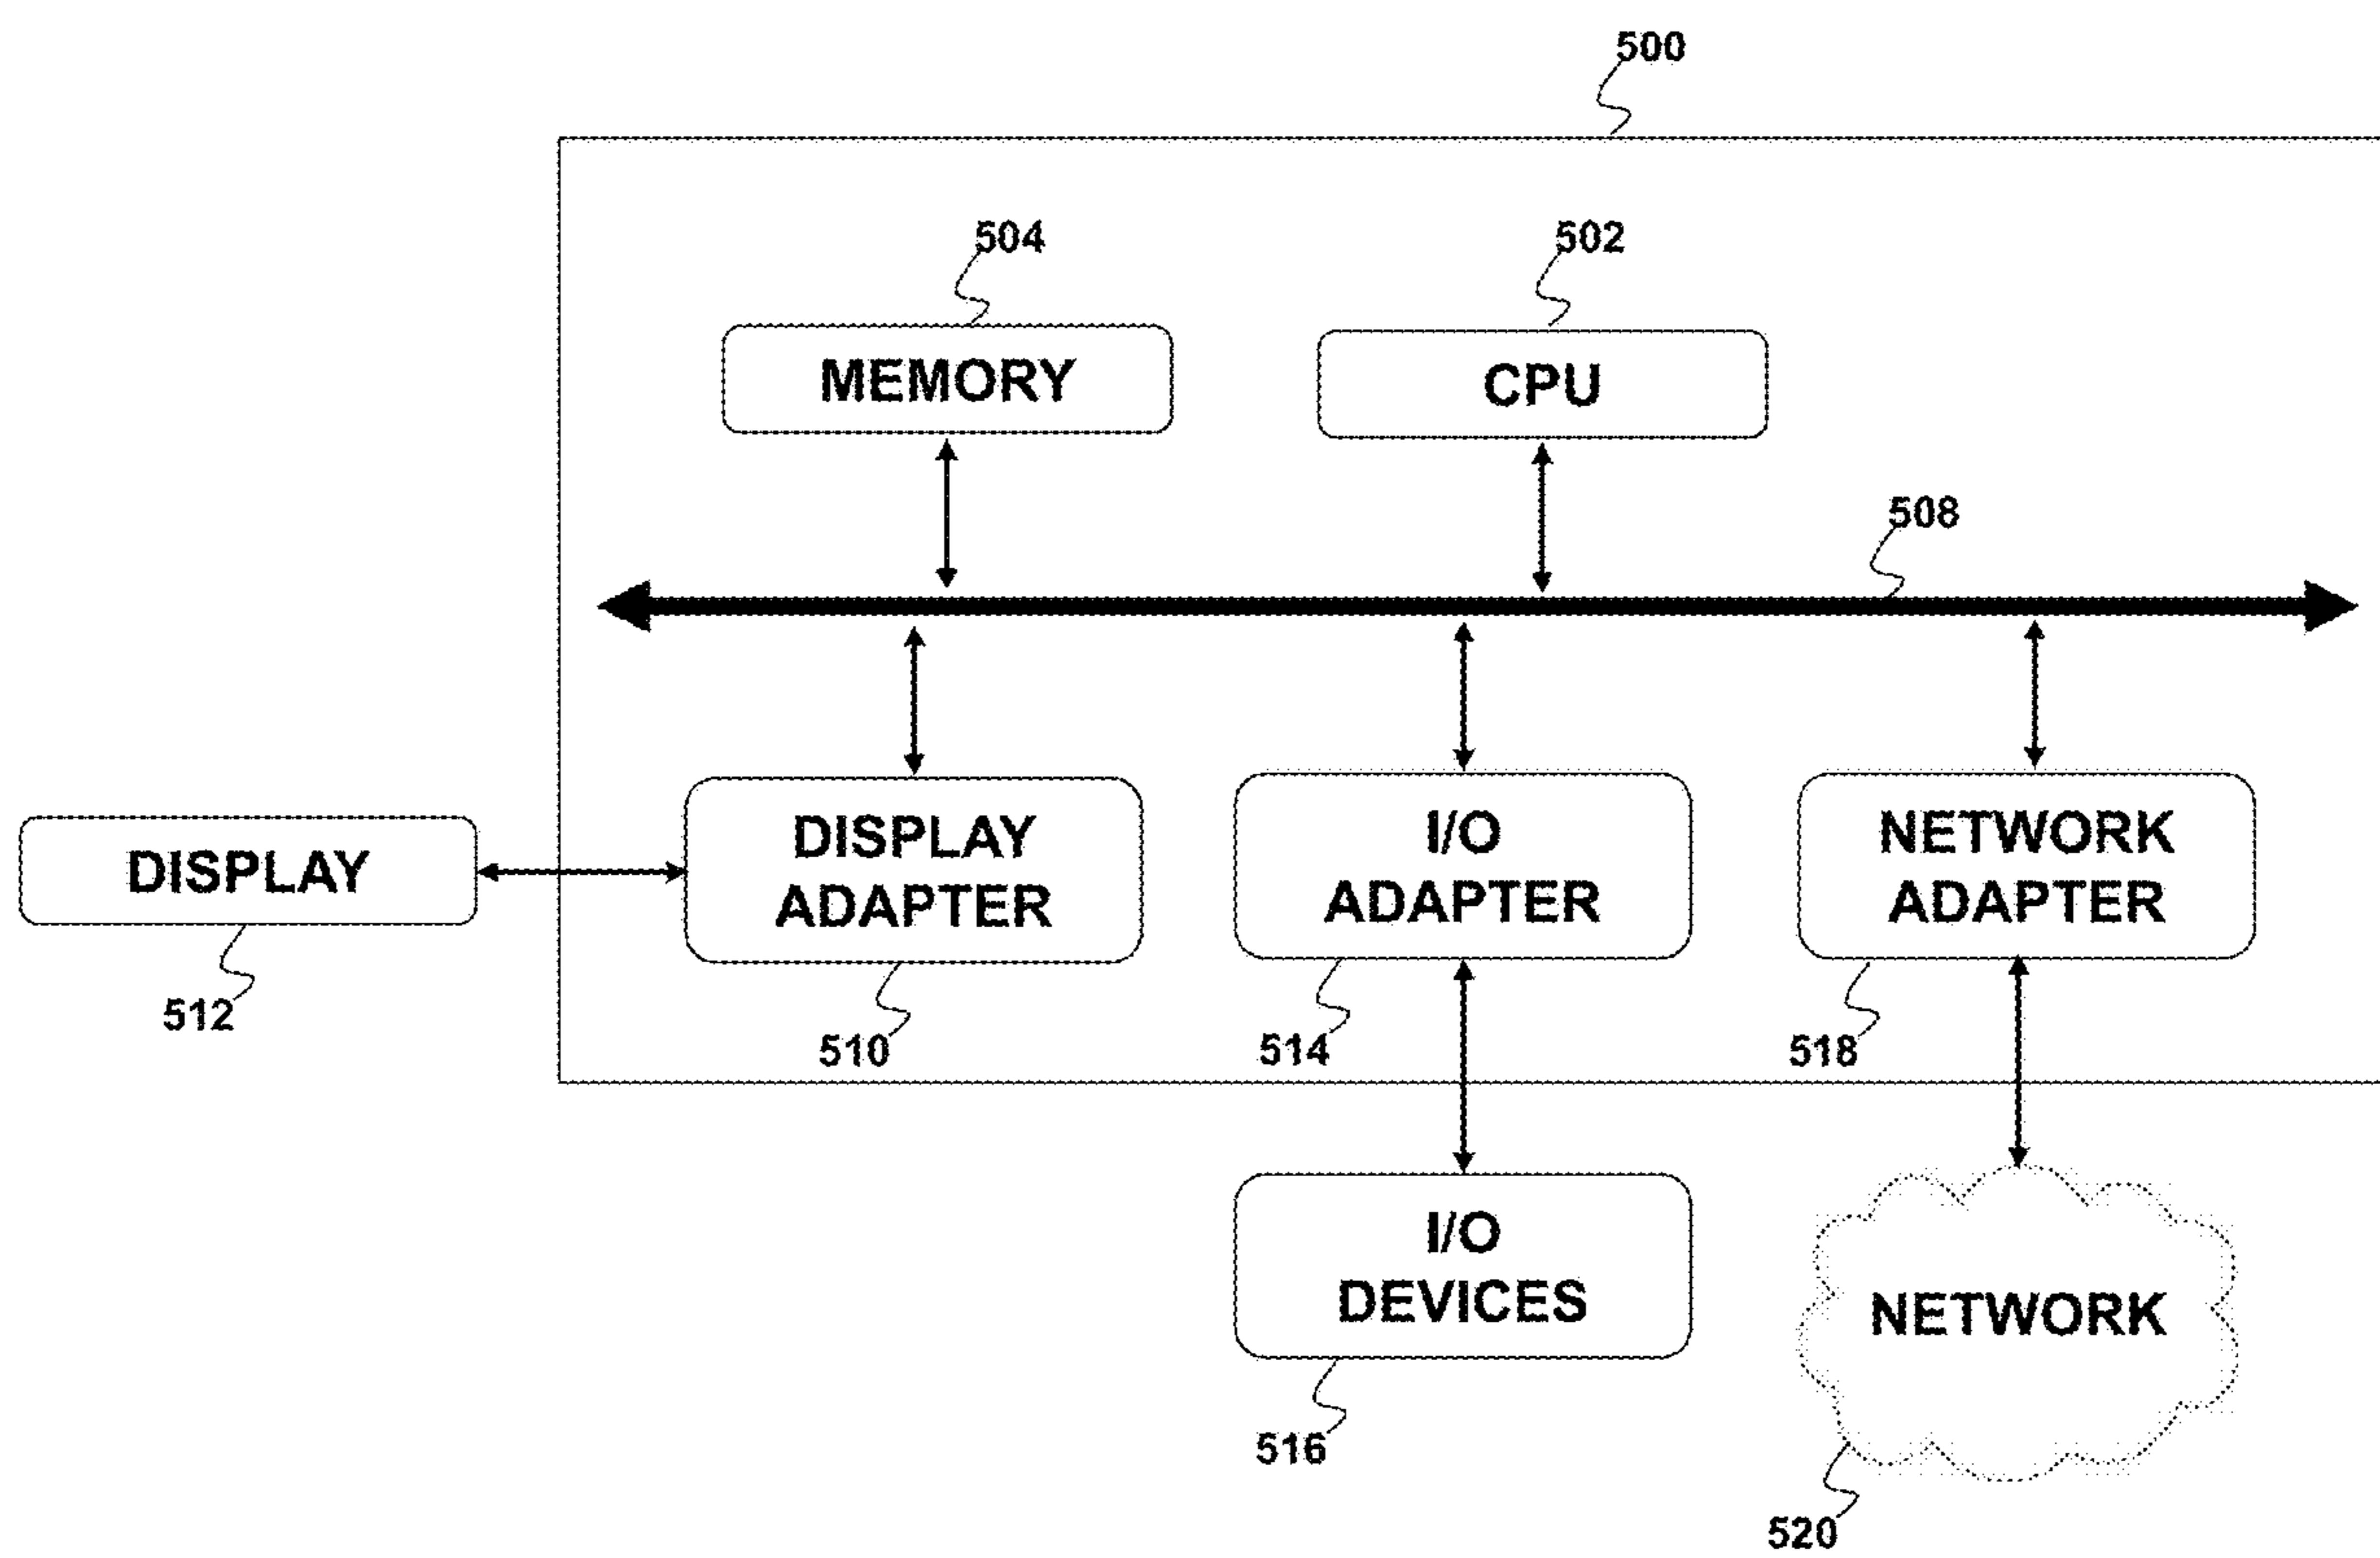 500
504
502
MEMORY
CPU
508
DISPLAY
DISPLAY
ADAPTER
I/O
ADAPTER
NETWORK
ADAPTER
512
510
514
518
I/O
DEVICES
NETWORK
516
520